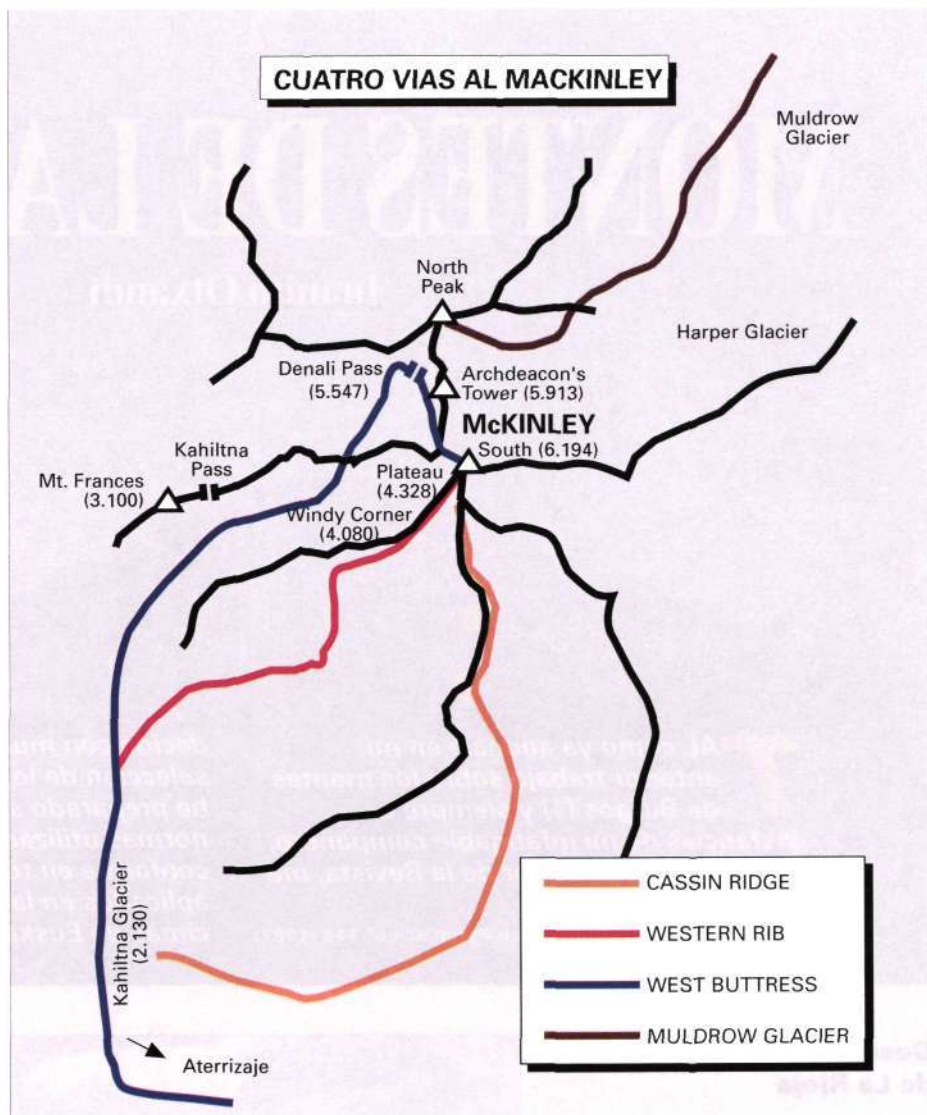 CUATRO VIAS AL MACKINLEY
Muldrow
Glacier
North
Peak
Harper Glacier
Denali Pass
(5.547)
Archdeacon's
Tower (5.913)
McKINLEY
South (6.194)
Kahiltna
Pass
Mt. Frances
(3.100)
Plateau
(4.328)
Windy Corner
(4.080)
Kahiltna Glacier
(2.130)
Aterrizaje
CASSIN RIDGE
WESTERN RIB
WEST BUTTRESS
MULDROW GLACIER